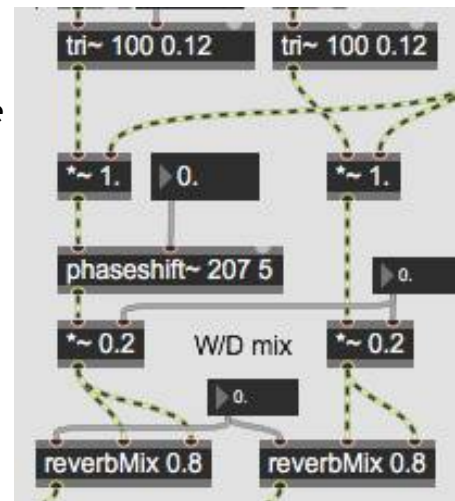 tri~ 100 0.12 tri~ 100 0.12
e
*~ 1. 0. *~ 1.
phaseshift~ 207 5 0.
*~ 0.2 W/D mix *~ 0.2
0.
reverbMix 0.8 reverbMix 0.8